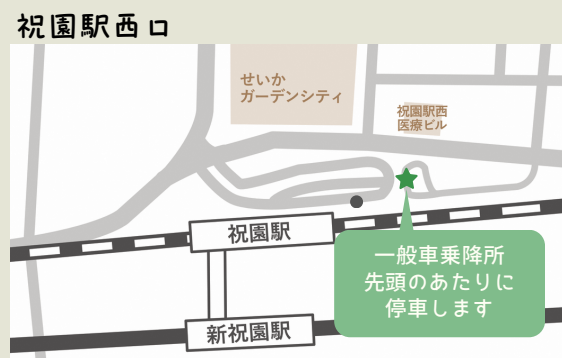 祝園駅西口
せいか
ガーデンシティ
祝園駅西
医療ビル
祝園駅
一般車乗降所
先頭のあたりに
停車します
新祝園駅